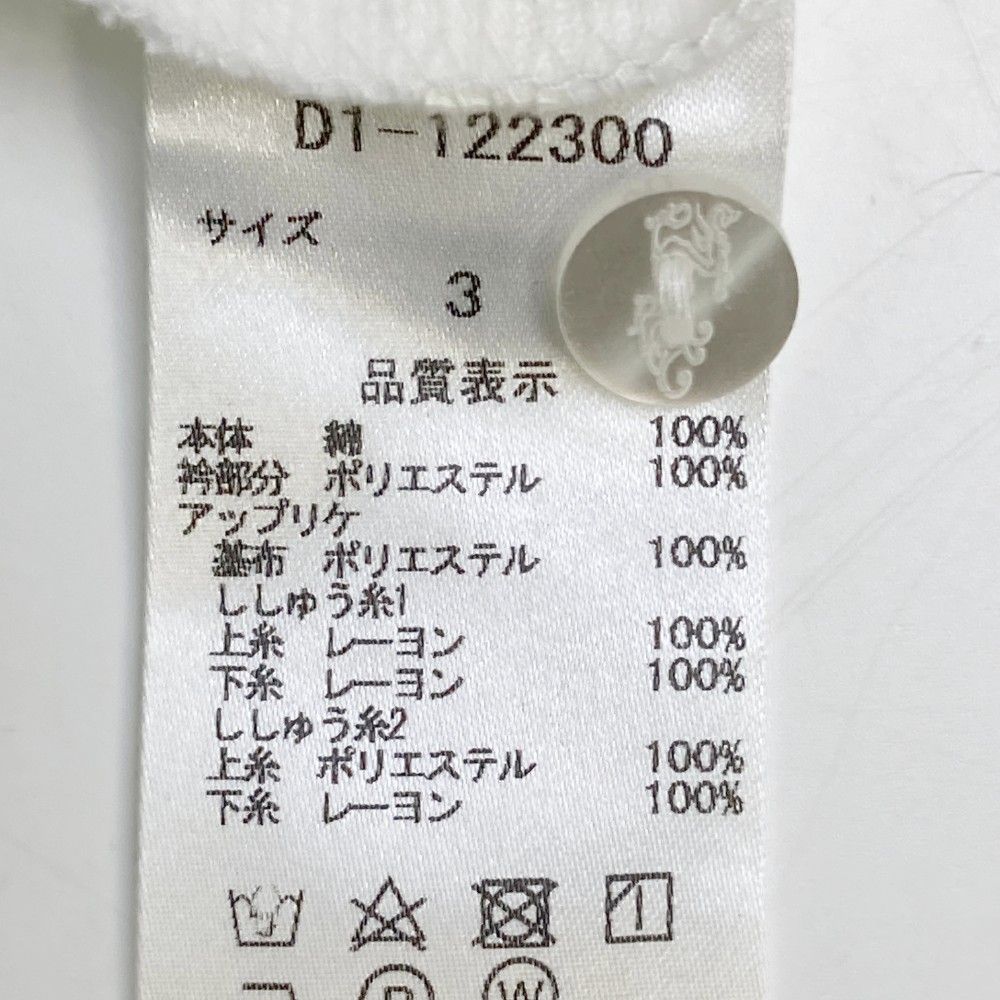 D1-122300
サイズ
3
品質表示
本体 綿 100%
衿部分 ポリエステル 100%
アップリケ
基布 ポリエステル 100%
ししゅう糸1
上糸 レーヨン 100%
下糸 レーヨン 100%
ししゅう糸2
上糸 ポリエステル 100%
下糸 レーヨン 100%
P W